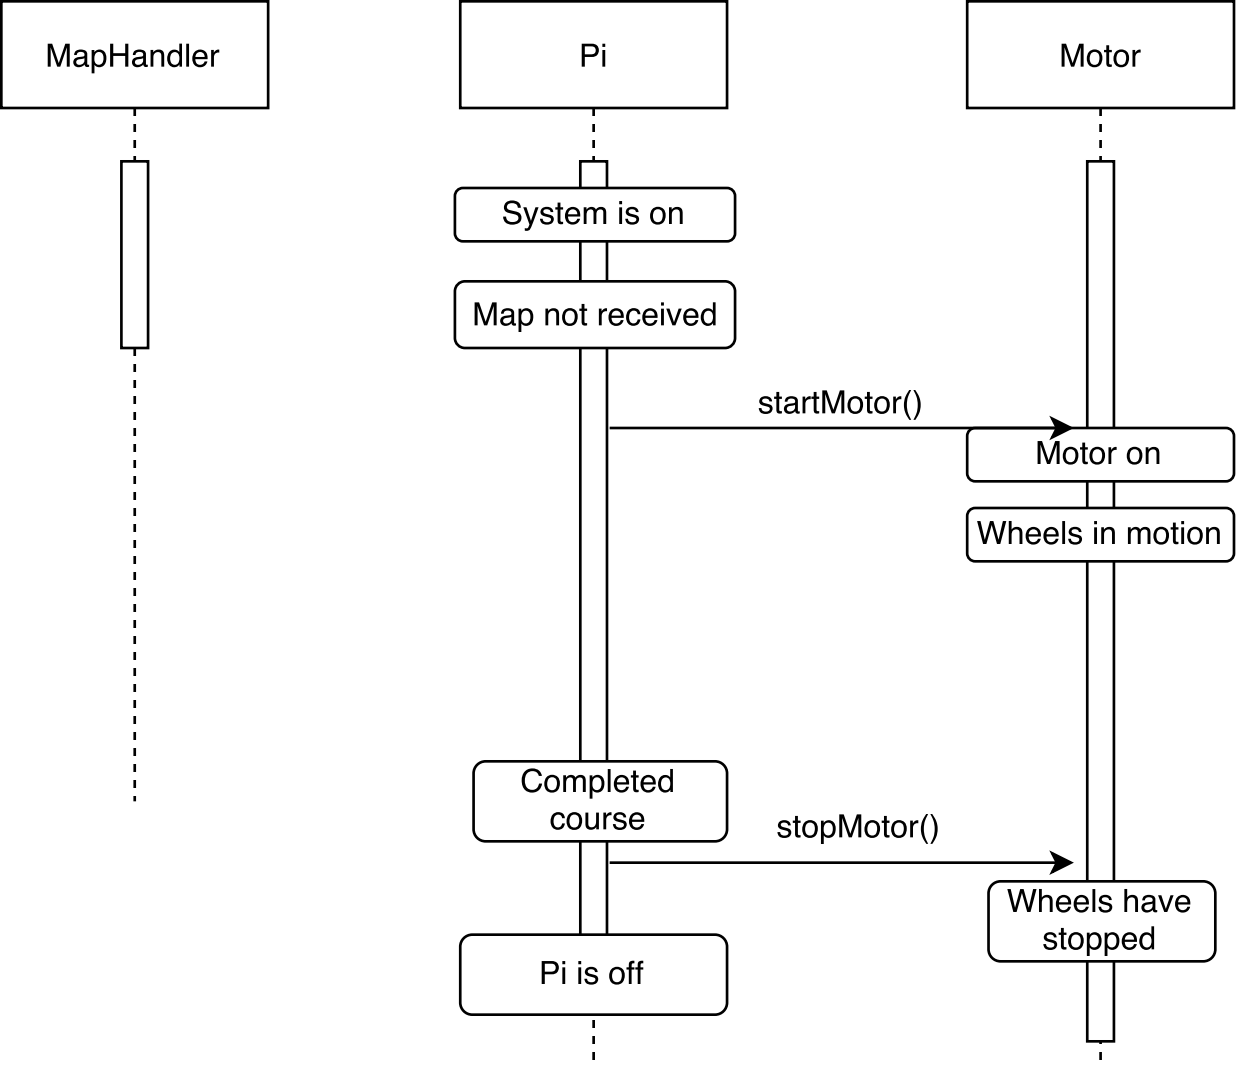 MapHandler
Pi
Motor
System is on
Map not received
startMotor()
Motor on
Wheels in motion
Completed
course
stopMotor()
Wheels have
stopped
Pi is off